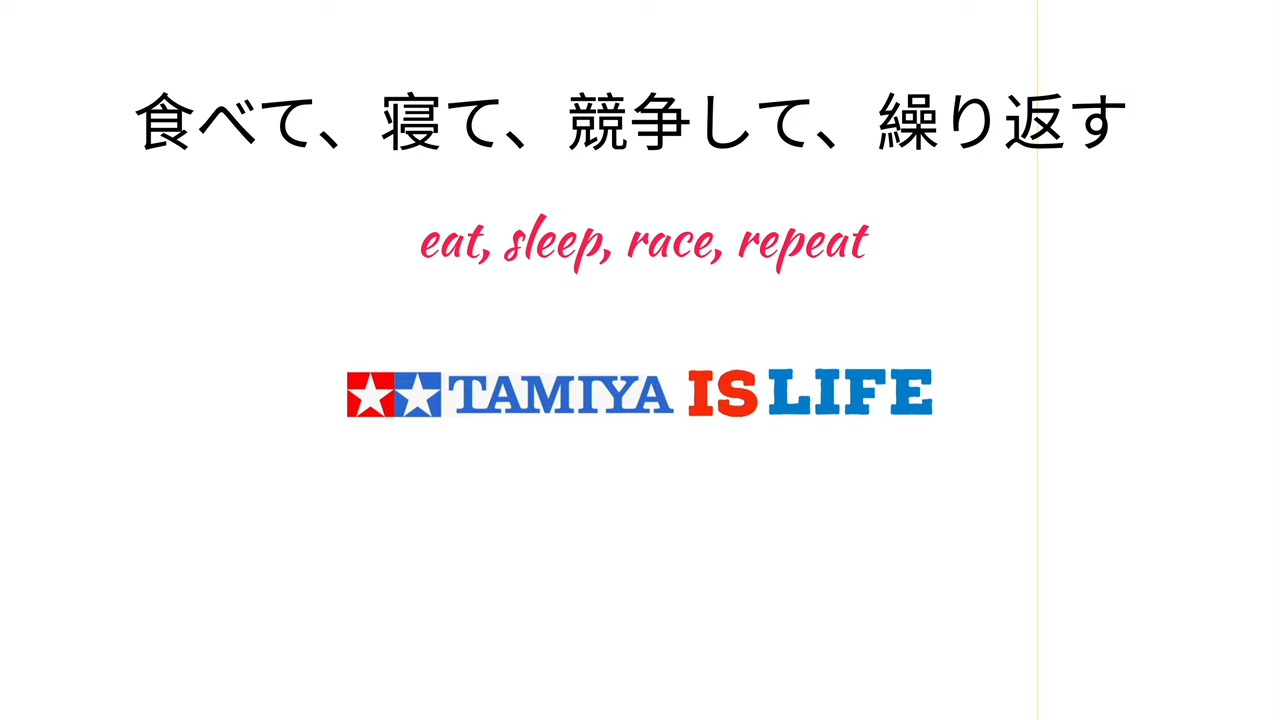 食べて、寝て、競争して、繰り返す
eat, sleep, race, repeat
TAMIYA IS LIFE